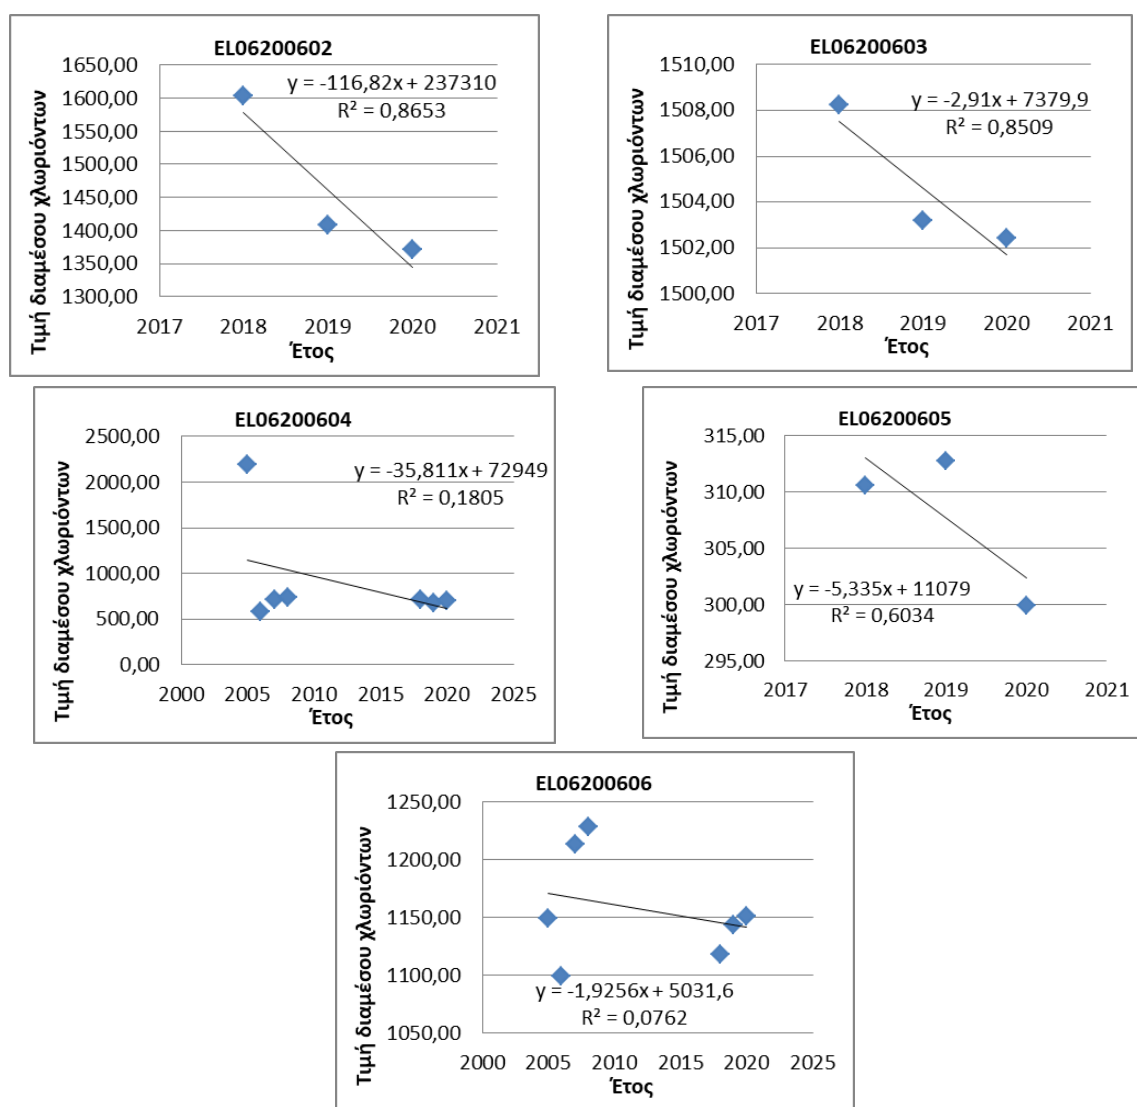 EL06200602
Τιμή διαμέσου χλωριόντων
1650,00
1600,00
1550,00
1500,00
1450,00
1400,00
1350,00
1300,00
y = -116,82x + 237310
R² = 0,8653
2017 2018 2019 2020 2021
Έτος
EL06200603
Τιμή διαμέσου χλωριόντων
1510,00
1508,00
1506,00
1504,00
1502,00
1500,00
y = -2,91x + 7379,9
R² = 0,8509
2017 2018 2019 2020 2021
Έτος
EL06200604
Τιμή διαμέσου χλωριόντων
2500,00
2000,00
1500,00
1000,00
500,00
0,00
y = -35,811x + 72949
R² = 0,1805
2000 2005 2010 2015 2020 2025
Έτος
EL06200605
Τιμή διαμέσου χλωριόντων
315,00
310,00
305,00
300,00
295,00
y = -5,335x + 11079
R² = 0,6034
2017 2018 2019 2020 2021
Έτος
EL06200606
Τιμή διαμέσου χλωριόντων
1250,00
1200,00
1150,00
1100,00
1050,00
y = -1,9256x + 5031,6
R² = 0,0762
2000 2005 2010 2015 2020 2025
Έτος